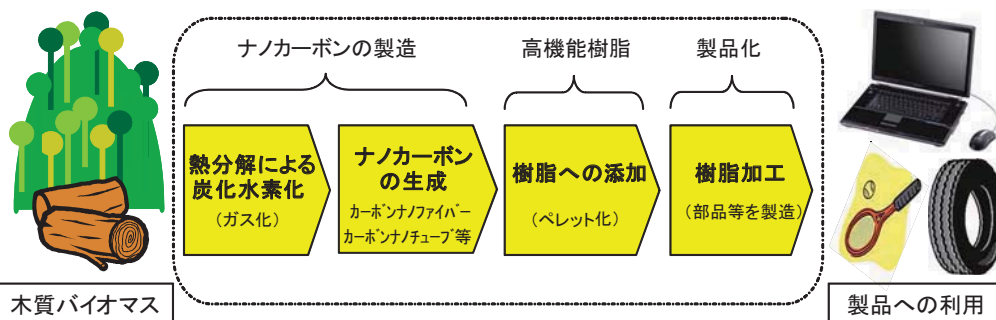 ナノカーボンの製造
高機能樹脂
製品化
熱分解による
炭化水素化
(ガス化)
ナノカーボン
の生成
カーボンナノファイバー
カーボンナノチューブ等
樹脂への添加
(ペレット化)
樹脂加工
(部品等を製造)
木質バイオマス
製品への利用